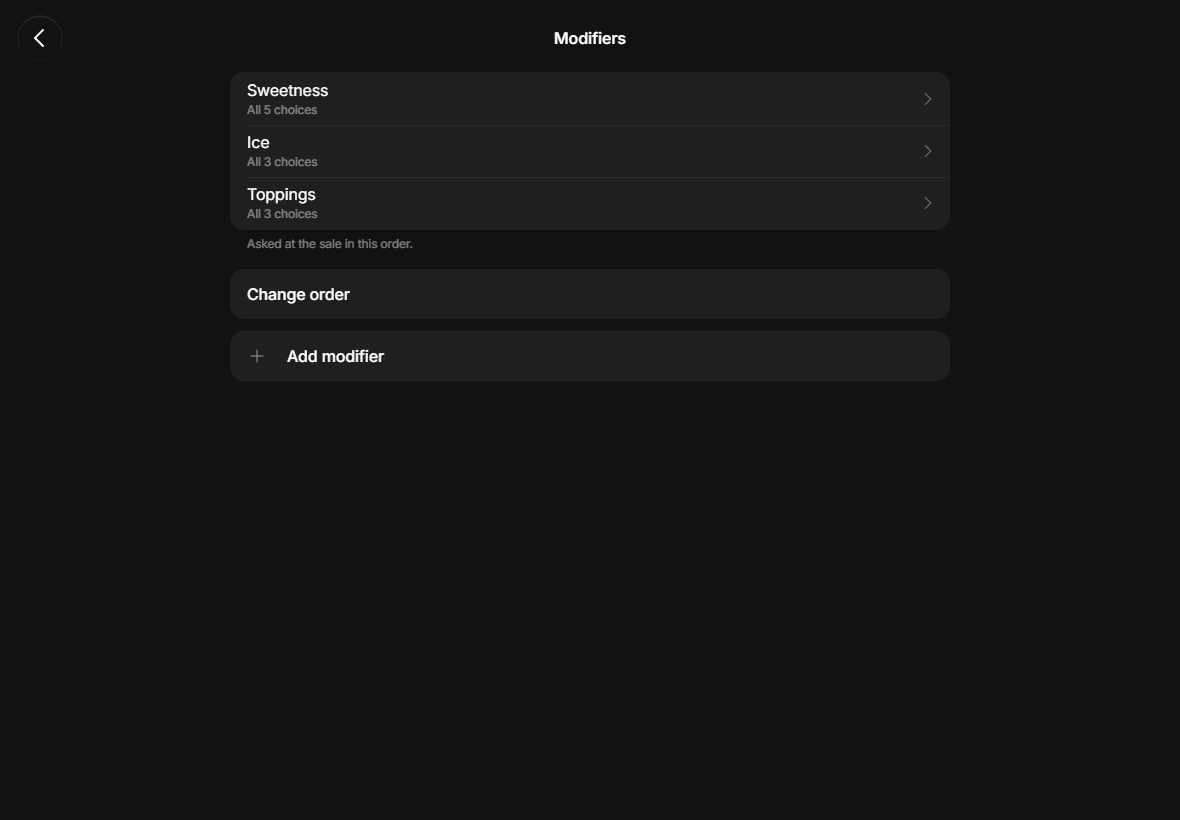 Modifiers
Sweetness
All 5 choices
Ice
All 3 choices
Toppings
All 3 choices
Asked at the sale in this order.
Change order
Add modifier